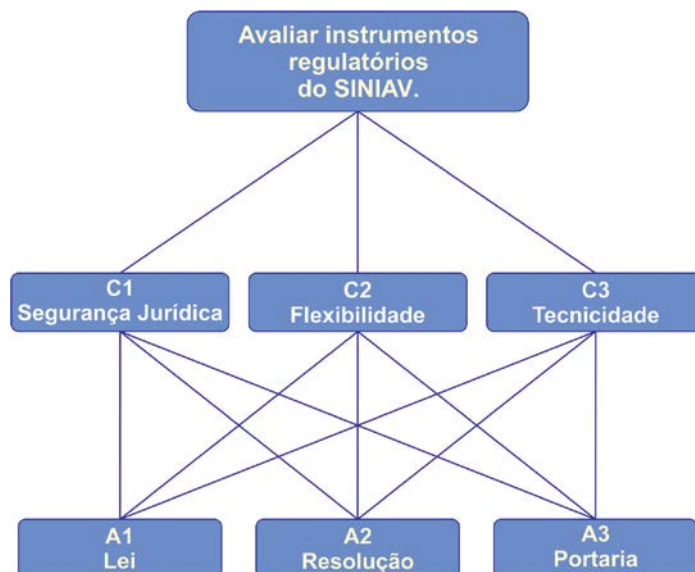 Avaliar instrumentos
regulatórios
do SINIAV.
C1
Segurança Jurídica
C2
Flexibilidade
C3
Tecnicidade
A1
Lei
A2
Resolução
A3
Portaria